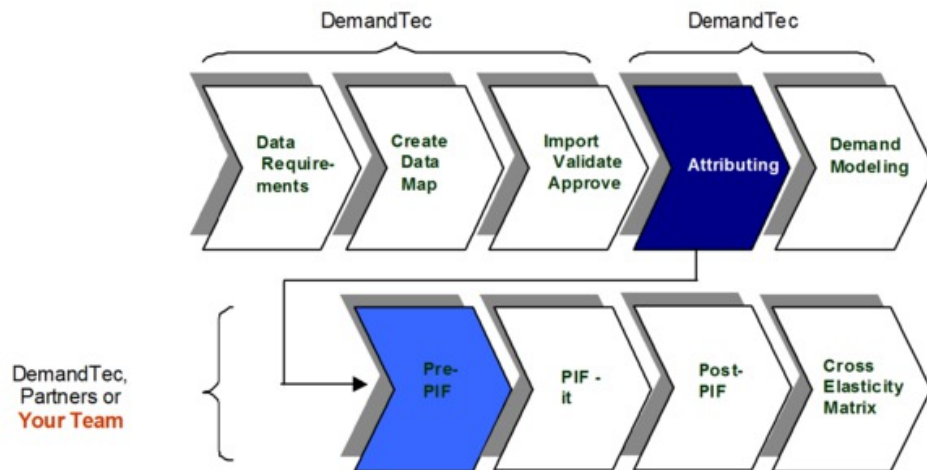 DemandTec
DemandTec
Data
Require-
ments
Create
Data
Map
Import
Validate
Approve
Attributing
Demand
Modeling
DemandTec,
Partners or
Your Team
Pre-
PIF
PIF -
it
Post-
PIF
Cross
Elasticity
Matrix